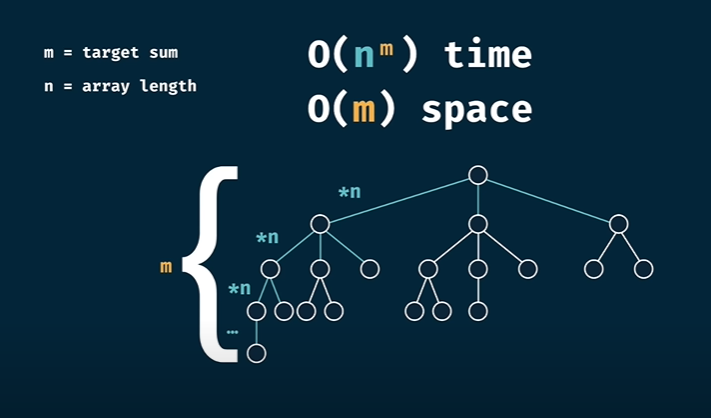 m = target sum
n = array length
O(nᵐ) time
O(m) space
*n
*n
m
*n
...